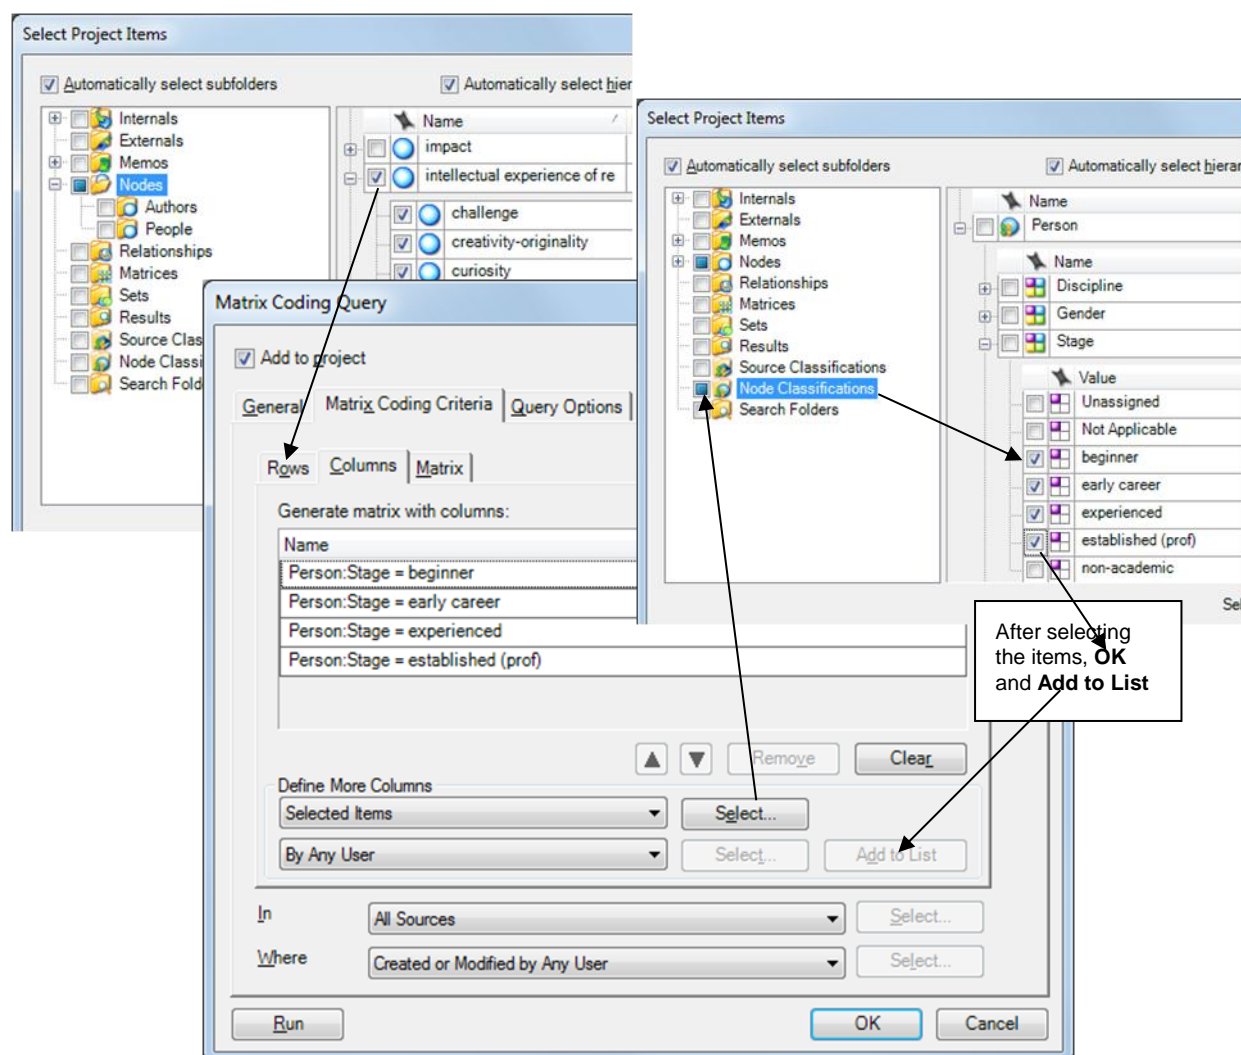 Select Project Items
Automatically select subfolders
Automatically select hier
Internals
Externals
Memos
Nodes
Authors
People
Relationships
Matrices
Sets
Results
Source Clas
Node Classi
Search Fold
Name
impact
intellectual experience of re
challenge
creativity-originality
curiosity
Select Project Items
Automatically select subfolders
Automatically select hierar
Internals
Externals
Memos
Nodes
Relationships
Matrices
Sets
Results
Source Classifications
Node Classifications
Search Folders
Name
Person
Name
Discipline
Gender
Stage
Value
Unassigned
Not Applicable
beginner
early career
experienced
established (prof)
non-academic
Sel
Matrix Coding Query
Add to project
General Matrix Coding Criteria Query Options
Rows Columns Matrix
Generate matrix with columns:
Name
Person:Stage = beginner
Person:Stage = early career
Person:Stage = experienced
Person:Stage = established (prof)
Remove Clear
Define More Columns
Selected Items Select...
By Any User Select... Add to List
In All Sources Select...
Where Created or Modified by Any User Select...
Run OK Cancel
After selecting
the items, OK
and Add to List